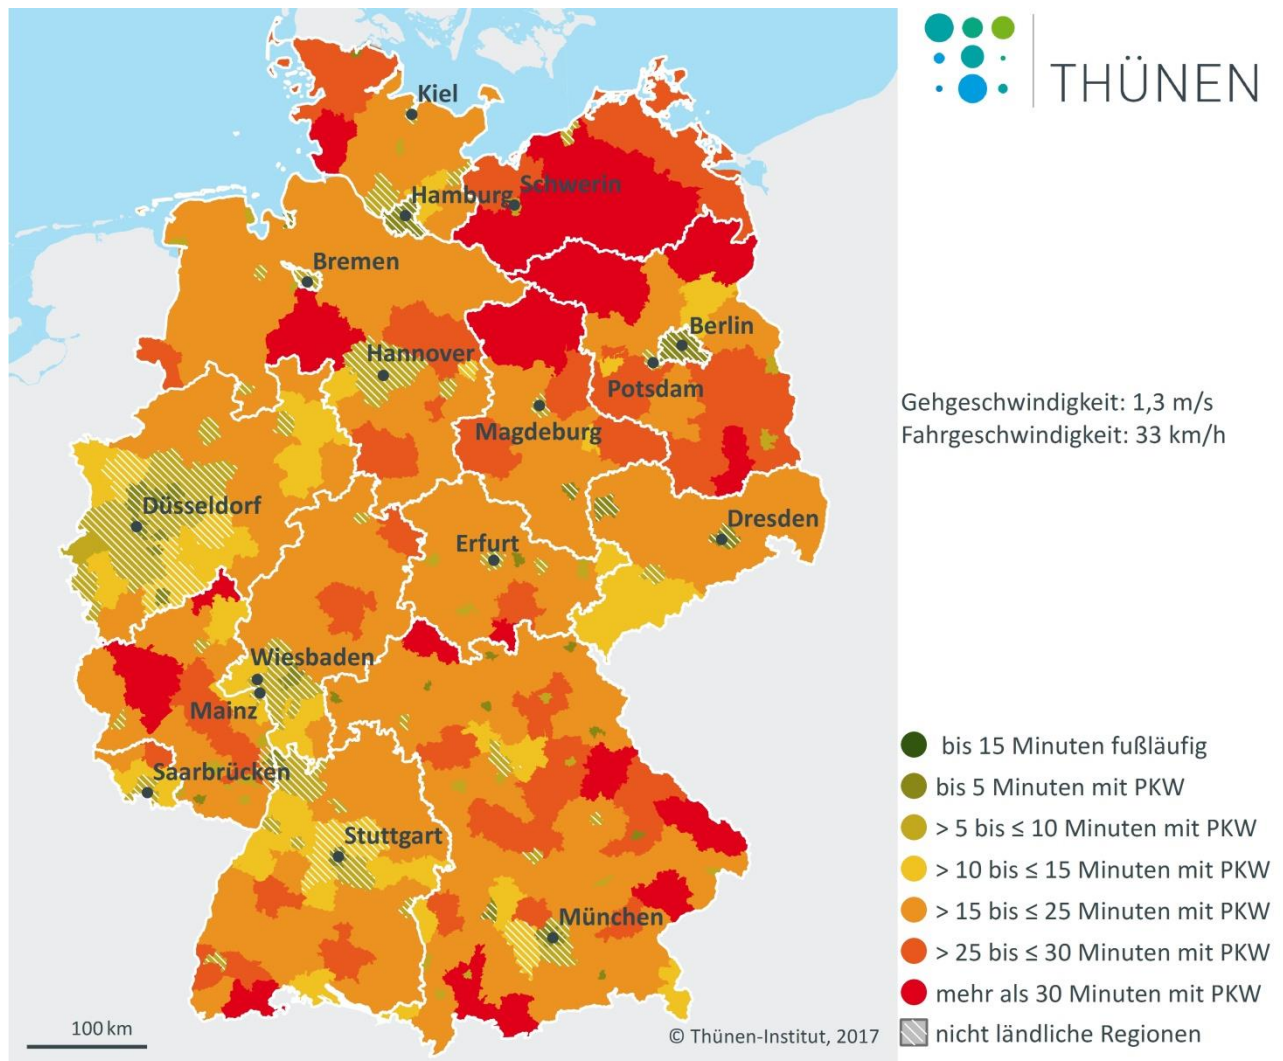 THÜNEN
Kiel
Hamburg
Schwerin
Bremen
Berlin
Hannover
Potsdam
Magdeburg
Düsseldorf
Dresden
Erfurt
Wiesbaden
Mainz
Saarbrücken
Stuttgart
München
Gehgeschwindigkeit: 1,3 m/s
Fahrgeschwindigkeit: 33 km/h
bis 15 Minuten fußläufig
bis 5 Minuten mit PKW
> 5 bis ≤ 10 Minuten mit PKW
> 10 bis ≤ 15 Minuten mit PKW
> 15 bis ≤ 25 Minuten mit PKW
> 25 bis ≤ 30 Minuten mit PKW
mehr als 30 Minuten mit PKW
nicht ländliche Regionen
100 km
© Thünen-Institut, 2017